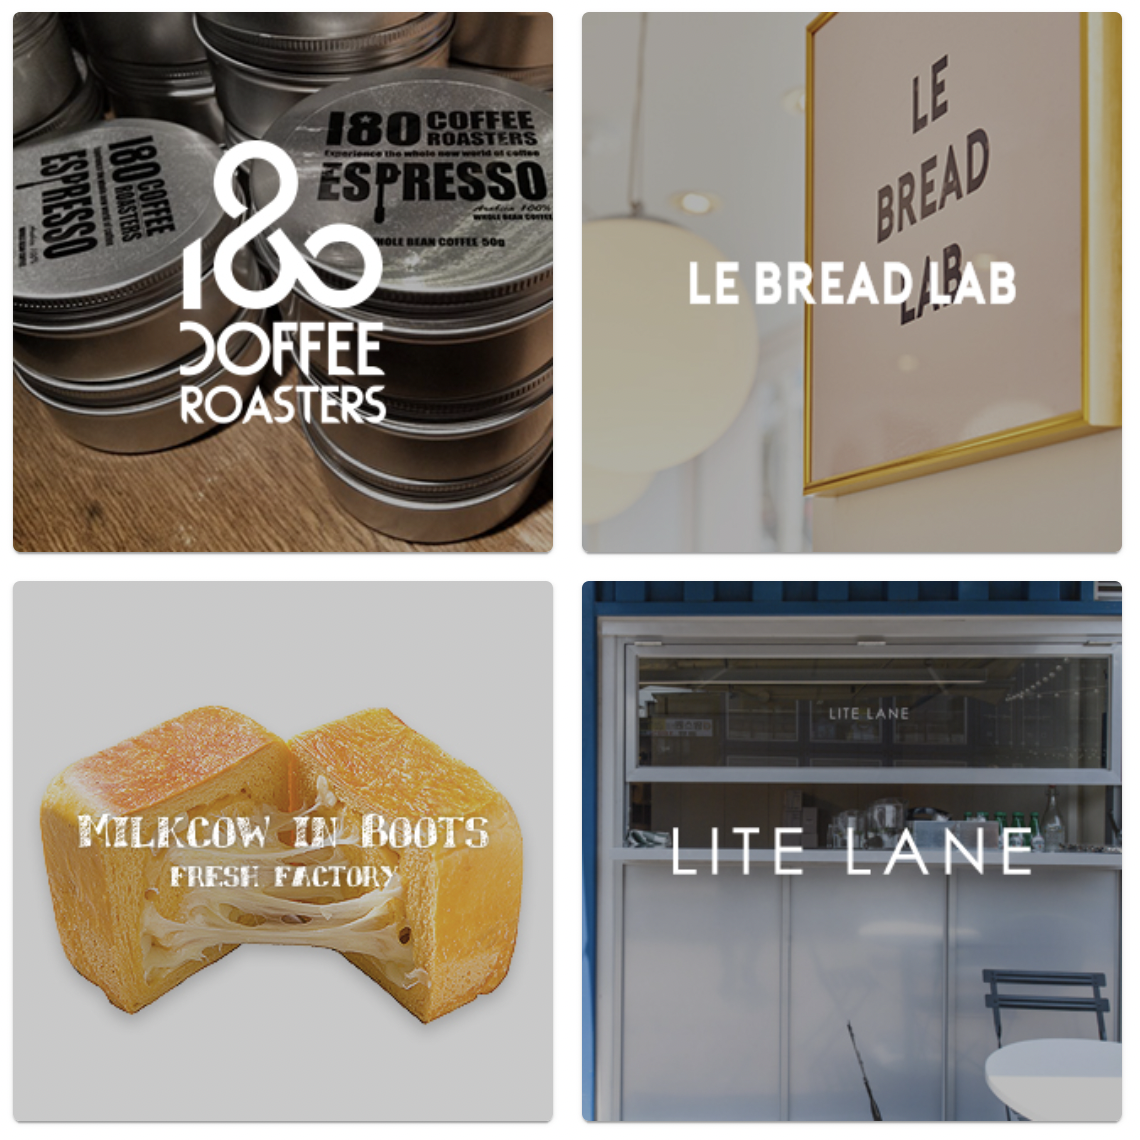 180 COFFEE
ROASTERS
Experience the whole new world of coffee
ESPRESSO
Arabica 100%
WHOLE BEAN COFFEE
WHOLE BEAN COFFEE 50g
180 COFFEE
ROASTERS
ESPRESSO
180
COFFEE
ROASTERS
LE
BREAD
LAB
LE BREAD LAB
MILKCOW IN BOOTS
FRESH FACTORY
LITE LANE
LITE LANE